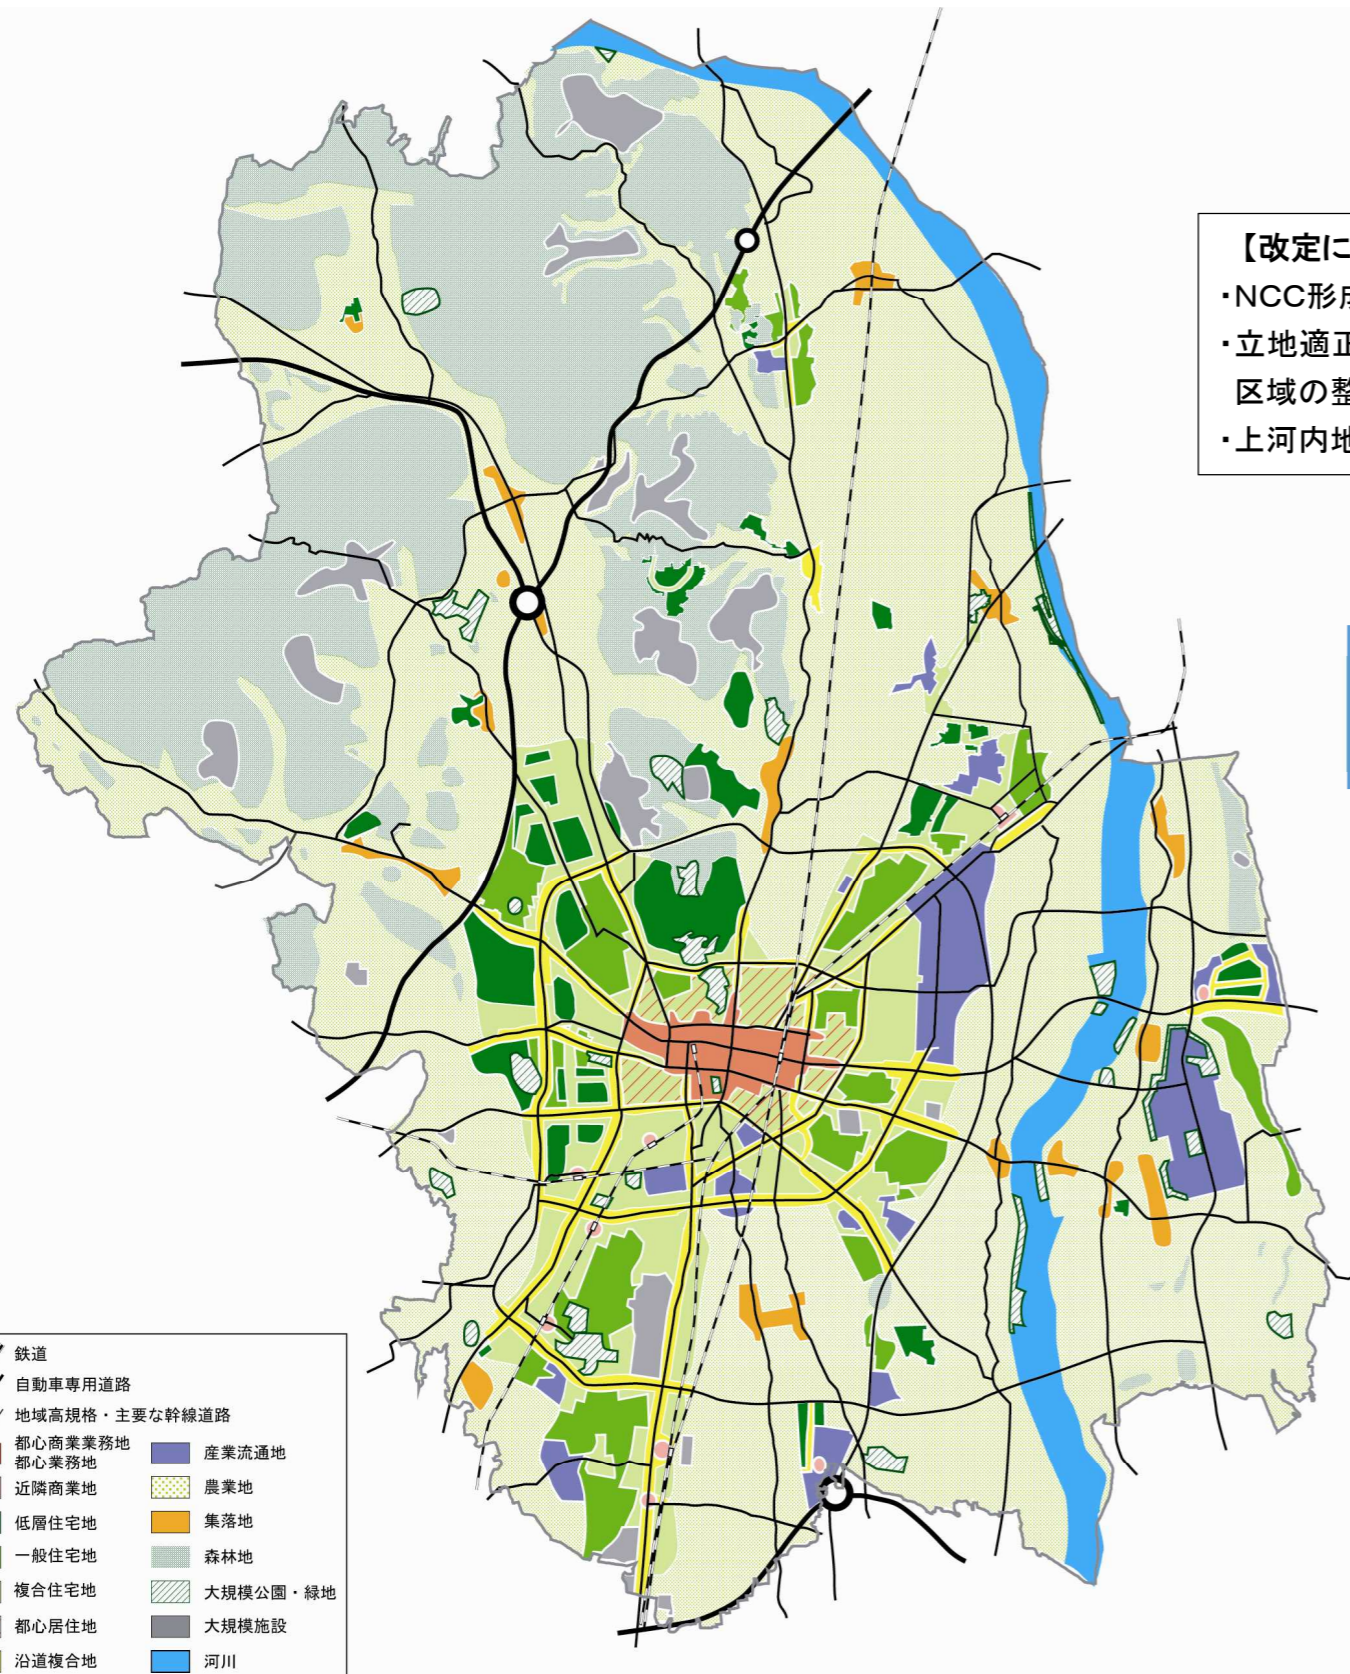 【改定に
・NCC形成
・立地適正
区域の整
・上河内地
鉄道
自動車専用道路
地域高規格・主要な幹線道路
都心商業業務地
都心業務地
近隣商業地
低層住宅地
一般住宅地
複合住宅地
都心居住地
沿道複合地
産業流通地
農業地
集落地
森林地
大規模公園・緑地
大規模施設
河川